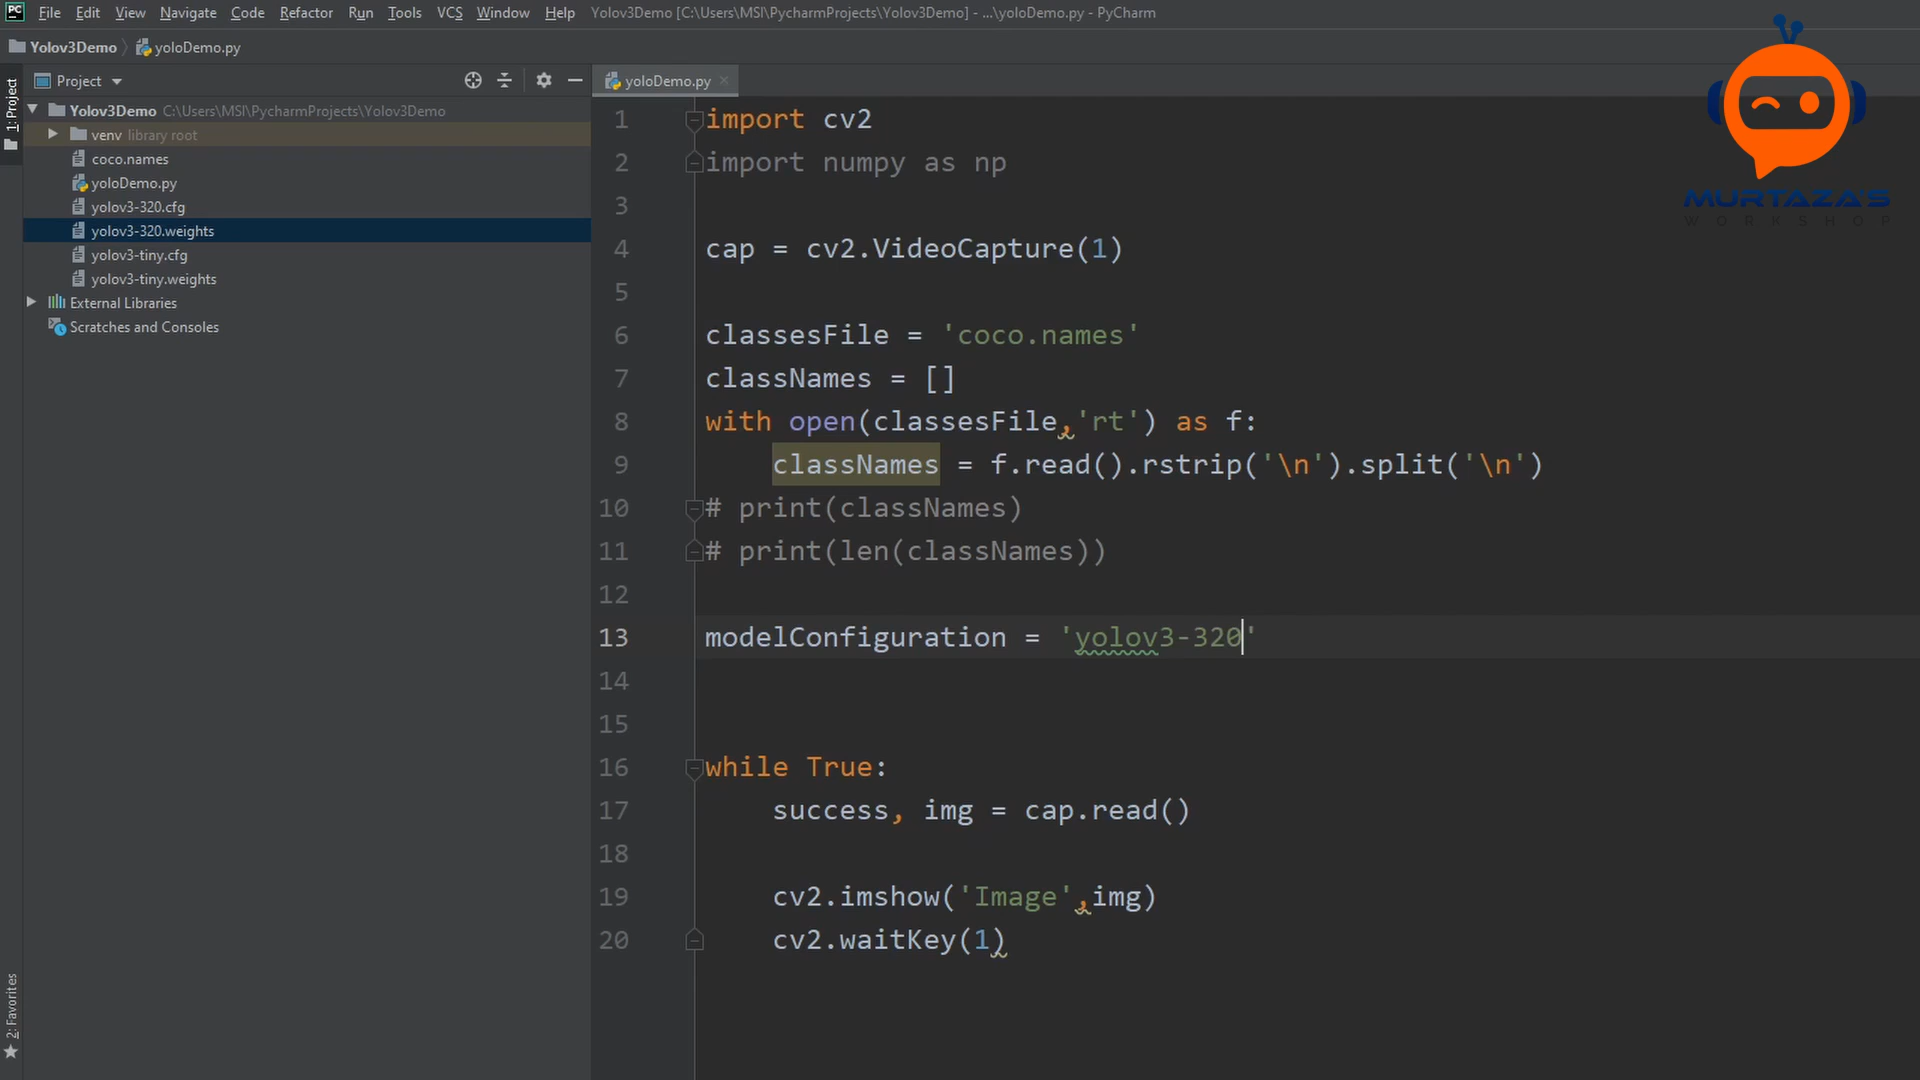 PC File Edit View Navigate Code Refactor Run Tools VCS Window Help Yolov3Demo [C:\Users\MSI\PycharmProjects\Yolov3Demo] - ...\yoloDemo.py - PyCharm
Yolov3Demo yoloDemo.py
Project
yoloDemo.py
1: Project
Yolov3Demo C:\Users\MSI\PycharmProjects\Yolov3Demo
venv library root
coco.names
yoloDemo.py
yolov3-320.cfg
yolov3-320.weights
yolov3-tiny.cfg
yolov3-tiny.weights
External Libraries
Scratches and Consoles
2: Favorites
1 import cv2
2 import numpy as np
3
4 cap = cv2.VideoCapture(1)
5
6 classesFile = 'coco.names'
7 classNames = []
8 with open(classesFile,'rt') as f:
9 classNames = f.read().rstrip('\n').split('\n')
10 # print(classNames)
11 # print(len(classNames))
12
13 modelConfiguration = 'yolov3-320'
14
15
16 while True:
17 success, img = cap.read()
18
19 cv2.imshow('Image',img)
20 cv2.waitKey(1)
MURTAZA'S
WORKSHOP